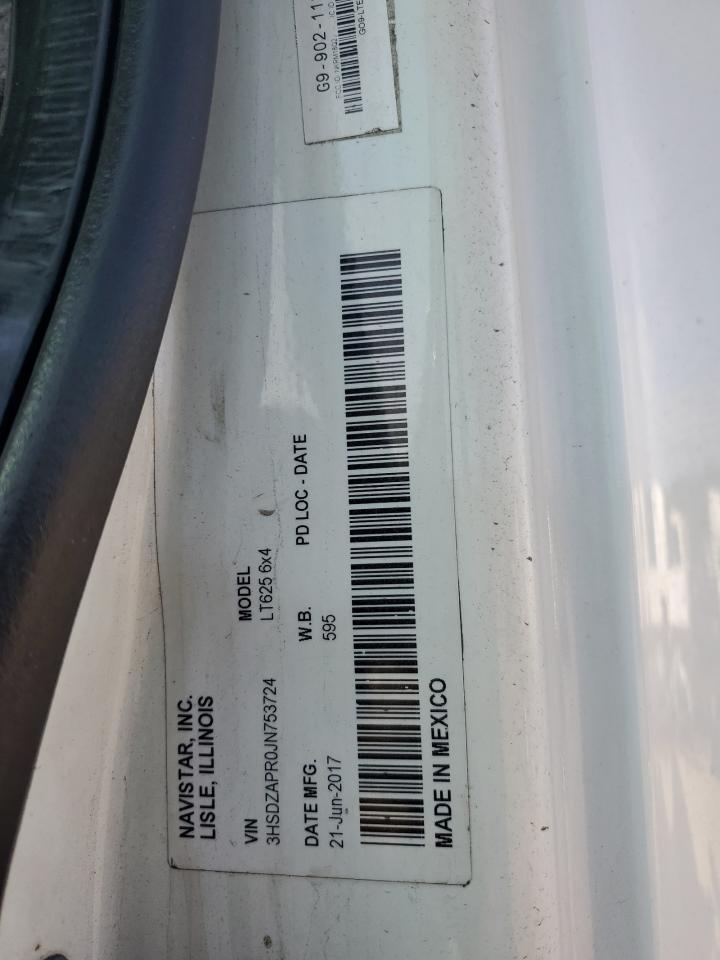 NAVISTAR, INC.
LISLE, ILLINOIS
VIN MODEL
3HSDZAPR0JN753724 LT625 6x4
DATE MFG. W.B. PD LOC - DATE
21-Jun-2017 595
MADE IN MEXICO
G9-902-11